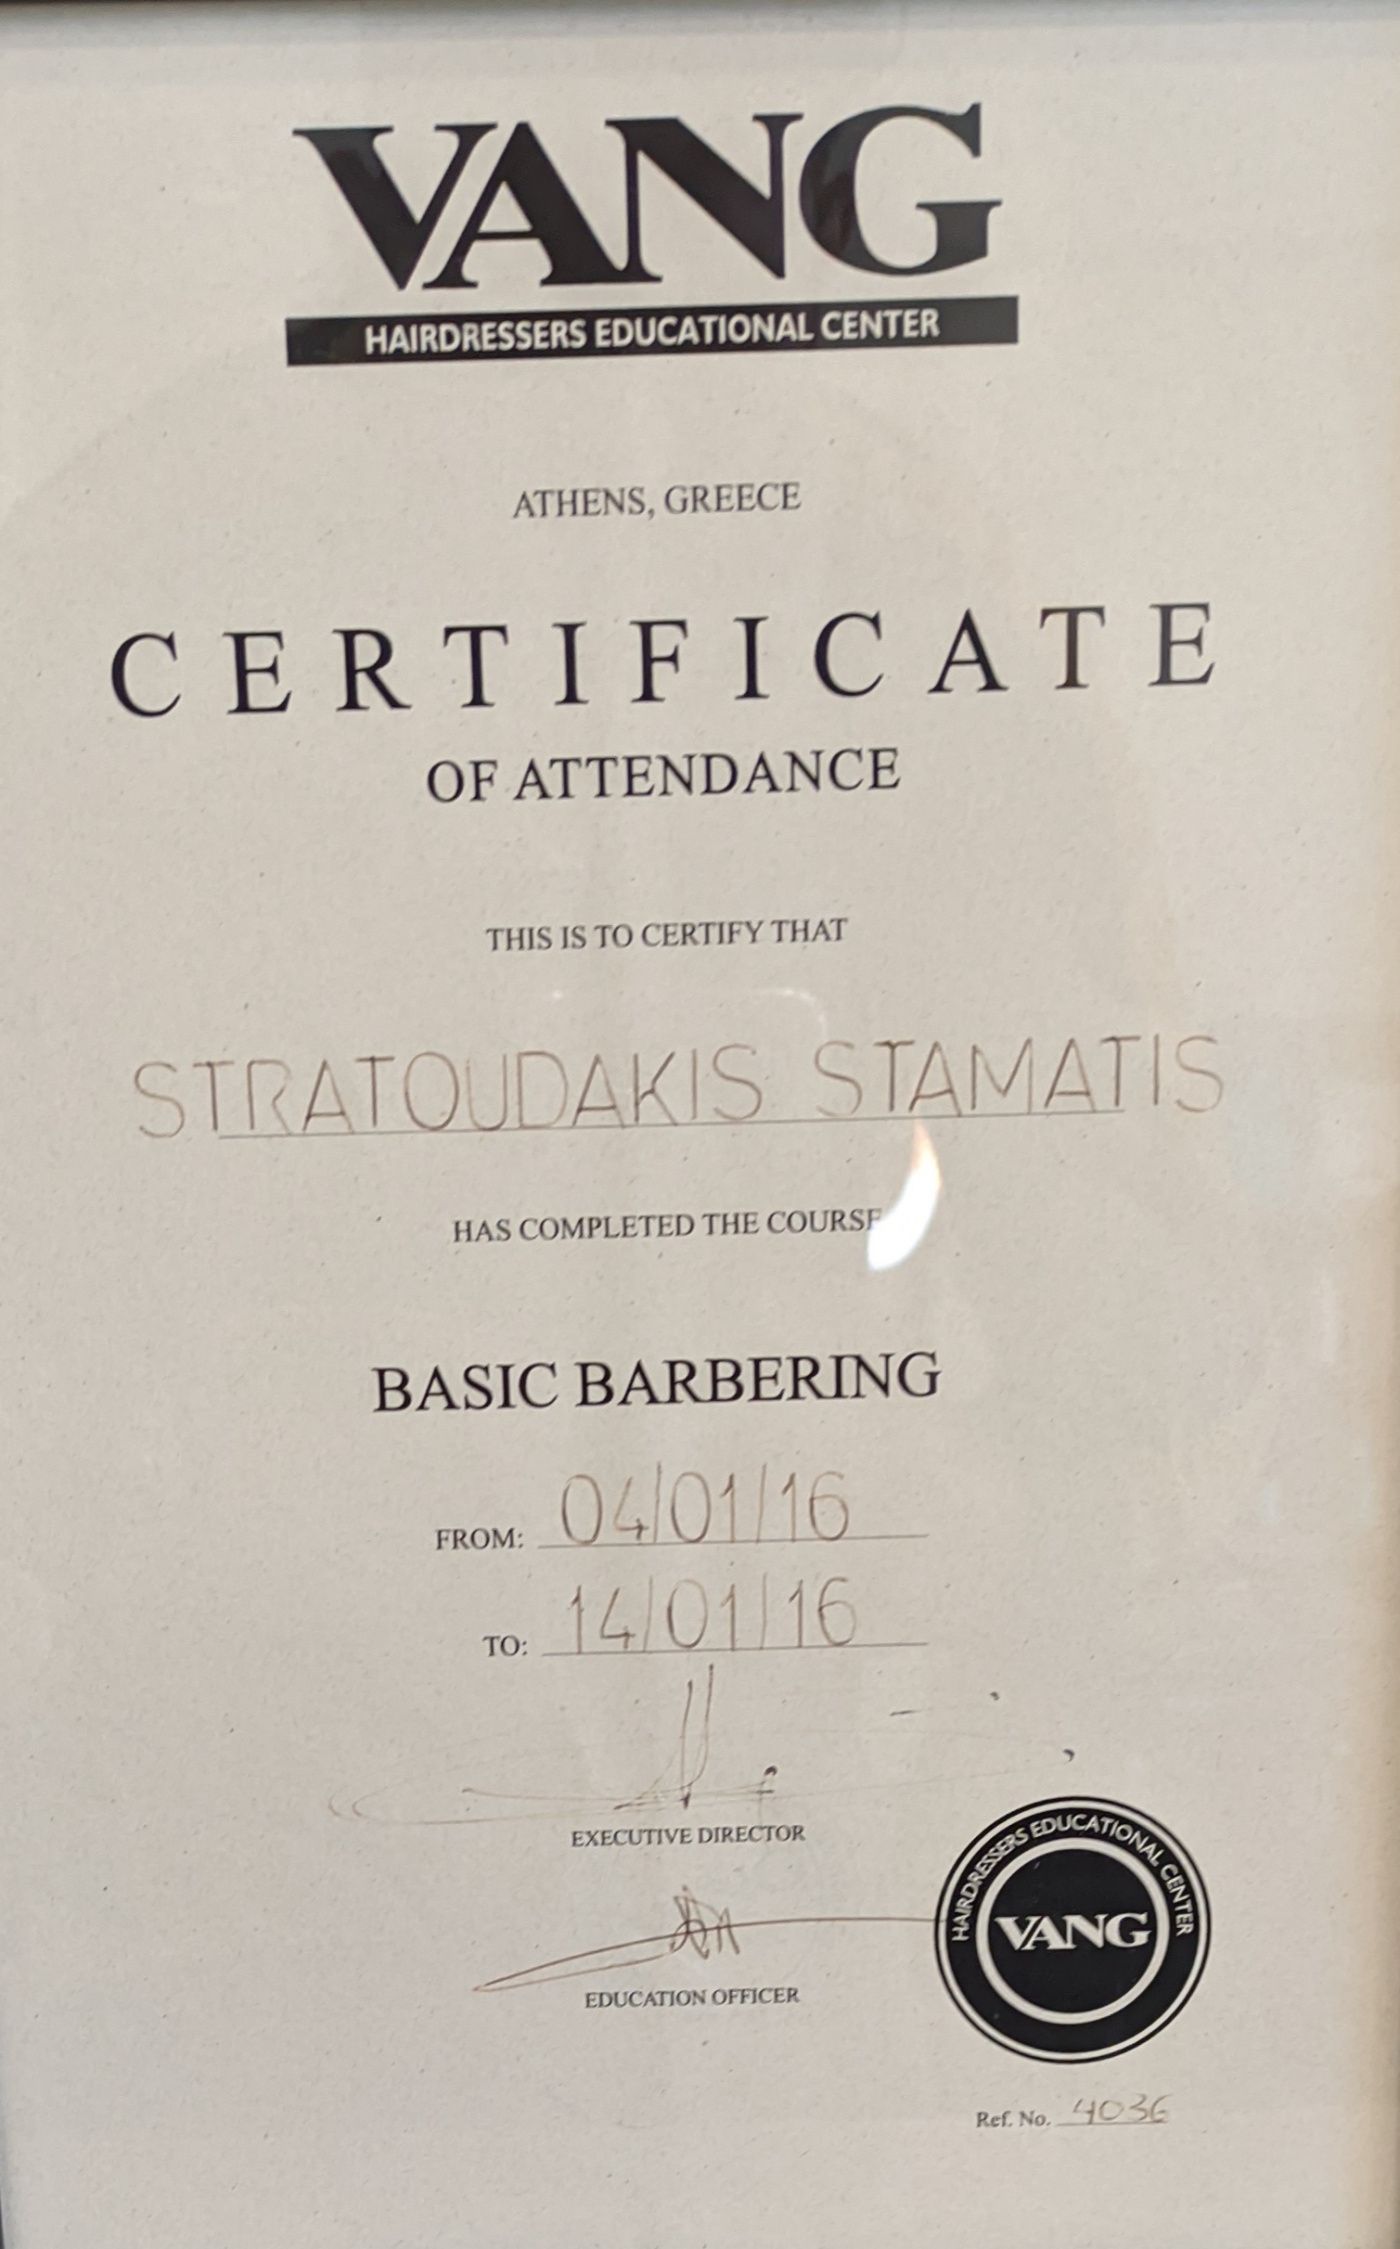 VANG
HAIRDRESSERS EDUCATIONAL CENTER
ATHENS, GREECE
CERTIFICATE
OF ATTENDANCE
THIS IS TO CERTIFY THAT
STRATOUDAKIS STAMATIS
HAS COMPLETED THE COURSE
BASIC BARBERING
FROM: 04/01/16
TO: 14/01/16
EXECUTIVE DIRECTOR
EDUCATION OFFICER
HAIRDRESSERS EDUCATIONAL CENTER
VANG
Ref. No. 4036